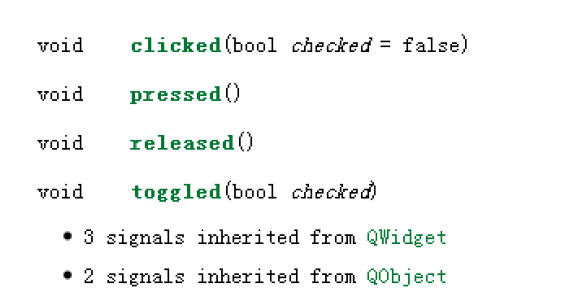 void clicked(bool checked = false)
void pressed()
void released()
void toggled(bool checked)
• 3 signals inherited from QWidget
• 2 signals inherited from QObject